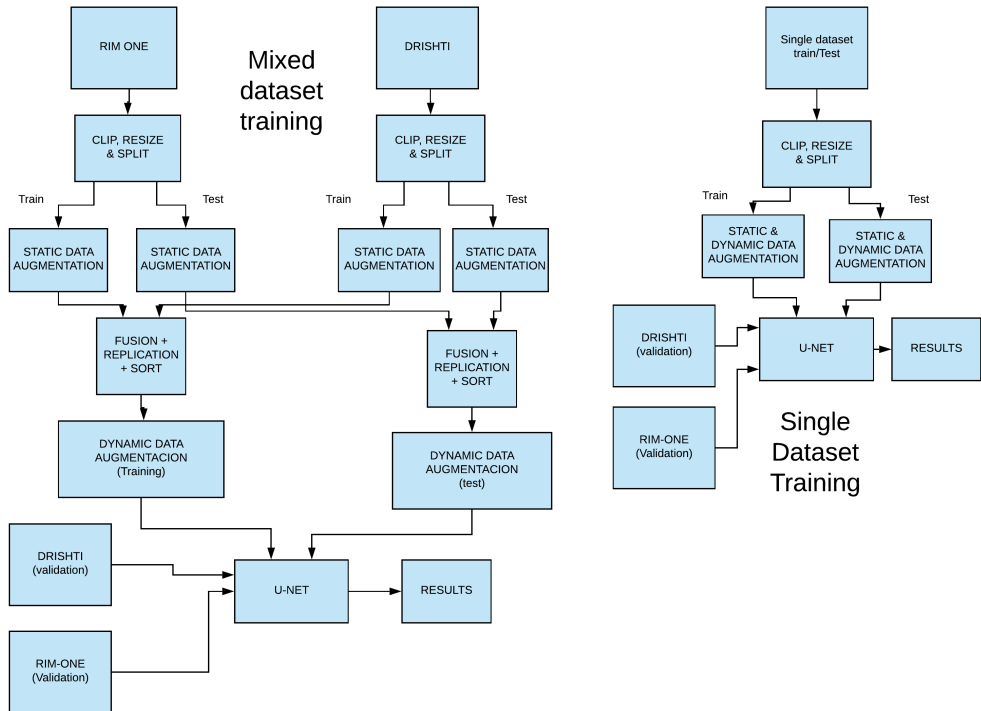 RIM ONE
Mixed
dataset
training
DRISHTI
CLIP, RESIZE
& SPLIT
CLIP, RESIZE
& SPLIT
Train
Test
Train
Test
STATIC DATA
AUGMENTATION
STATIC DATA
AUGMENTATION
STATIC DATA
AUGMENTATION
STATIC DATA
AUGMENTATION
FUSION +
REPLICATION
+ SORT
FUSION +
REPLICATION
+ SORT
DYNAMIC DATA
AUGMENTACION
(Training)
DYNAMIC DATA
AUGMENTACION
(test)
DRISHTI
(validation)
U-NET
RESULTS
RIM-ONE
(Validation)
Single dataset
train/Test
CLIP, RESIZE
& SPLIT
Train
Test
STATIC &
DYNAMIC DATA
AUGMENTATION
STATIC &
DYNAMIC DATA
AUGMENTATION
DRISHTI
(validation)
U-NET
RESULTS
RIM-ONE
(Validation)
Single
Dataset
Training